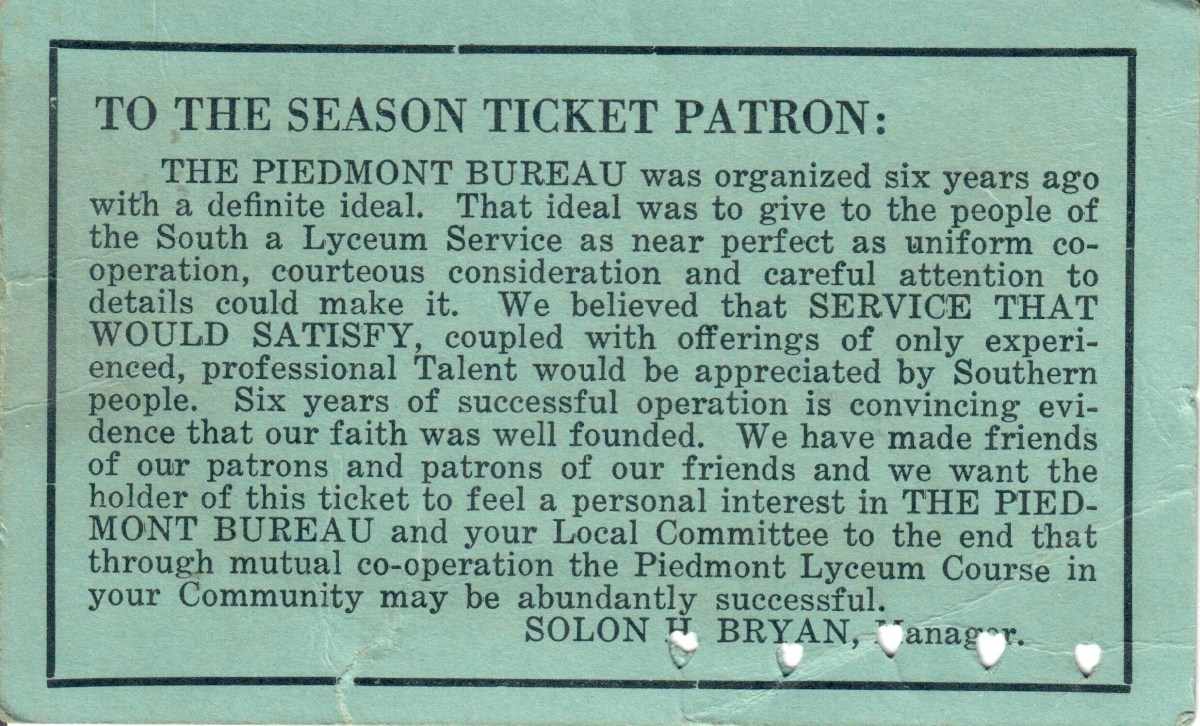 TO THE SEASON TICKET PATRON:
THE PIEDMONT BUREAU was organized six years ago
with a definite ideal. That ideal was to give to the people of
the South a Lyceum Service as near perfect as uniform co-
operation, courteous consideration and careful attention to
details could make it. We believed that SERVICE THAT
WOULD SATISFY, coupled with offerings of only experi-
enced, professional Talent would be appreciated by Southern
people. Six years of successful operation is convincing evi-
dence that our faith was well founded. We have made friends
of our patrons and patrons of our friends and we want the
holder of this ticket to feel a personal interest in THE PIED-
MONT BUREAU and your Local Committee to the end that
through mutual co-operation the Piedmont Lyceum Course in
your Community may be abundantly successful.
SOLON H. BRYAN, Manager.